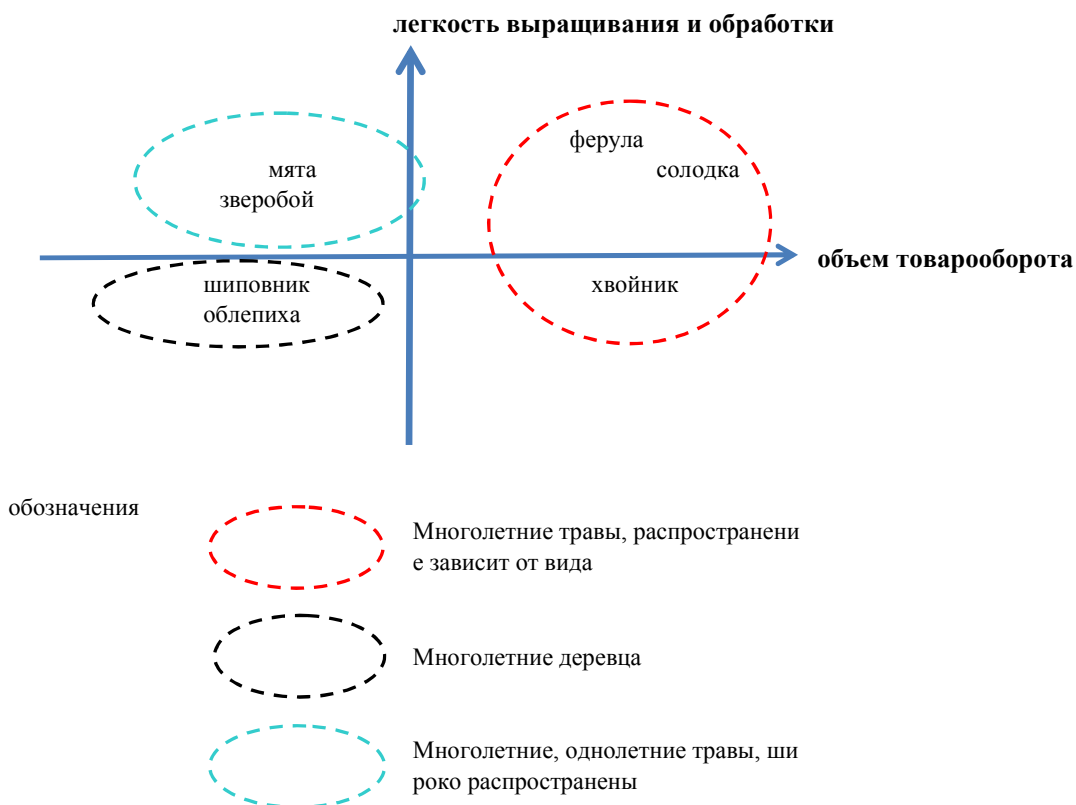 легкость выращивания и обработки
ферула
мята
солодка
зверобой
объем товарооборота
шиповник
хвойник
облепиха
обозначения
Многолетние травы, распространени
е зависит от вида
Многолетние деревца
Многолетние, однолетние травы, ши
роко распространены